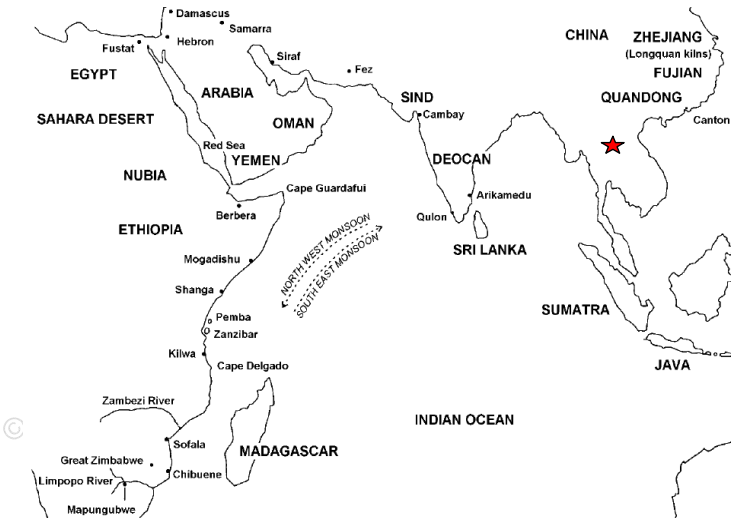 Damascus
Samarra
Hebron
Fustat
CHINA
ZHEJIANG
(Longquan kilns)
FUJIAN
Siraf
Fez
EGYPT
ARABIA
SIND
QUANDONG
Cambay
Canton
SAHARA DESERT
OMAN
Red Sea
YEMEN
DEOCAN
NUBIA
Cape Guardafui
Arikamedu
Berbera
Qulon
ETHIOPIA
SRI LANKA
NORTH WEST MONSOON
SOUTH EAST MONSOON
Mogadishu
Shanga
SUMATRA
Pemba
Zanzibar
Kilwa
Cape Delgado
JAVA
Zambezi River
INDIAN OCEAN
Sofala
MADAGASCAR
Great Zimbabwe
Chibuene
Limpopo River
Mapungubwe
©